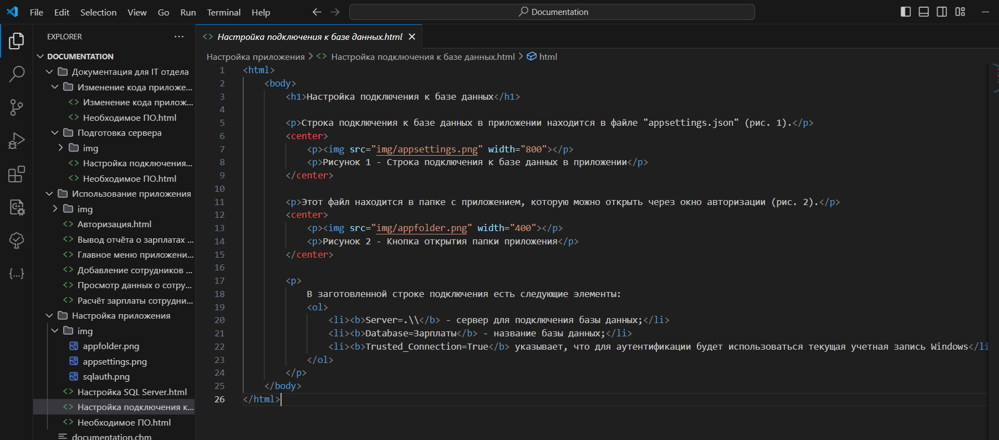 File Edit Selection View Go Run Terminal Help
Documentation
EXPLORER
DOCUMENTATION
Документация для IT отдела
Изменение кода приложе...
Изменение кода прилож...
Необходимое ПО.html
Подготовка сервера
img
Настройка подключения...
Необходимое ПО.html
Использование приложения
img
Авторизация.html
Вывод отчёта о зарплатах ...
Главное меню приложени...
Добавление сотрудников ...
Просмотр данных о сотру...
Расчёт зарплаты сотрудни...
Настройка приложения
img
appfolder.png
appsettings.png
sqlauth.png
Настройка SQL Server.html
Настройка подключения к...
Необходимое ПО.html
documentation.chm
Настройка подключения к базе данных.html
Настройка приложения > Настройка подключения к базе данных.html > html
1 <html>
2 <body>
3 <h1>Настройка подключения к базе данных</h1>
4
5 <p>Строка подключения к базе данных в приложении находится в файле "appsettings.json" (рис. 1).</p>
6 <center>
7 <p><img src="img/appsettings.png" width="800"></p>
8 <p>Рисунок 1 - Строка подключения к базе данных в приложении</p>
9 </center>
10
11 <p>Этот файл находится в папке с приложением, которую можно открыть через окно авторизации (рис. 2).</p>
12 <center>
13 <p><img src="img/appfolder.png" width="400"></p>
14 <p>Рисунок 2 - Кнопка открытия папки приложения</p>
15 </center>
16
17 <p>
18 В заготовленной строке подключения есть следующие элементы:
19 <ol>
20 <li><b>Server=.\\</b> - сервер для подключения базы данных;</li>
21 <li><b>Database=Зарплаты</b> - название базы данных;</li>
22 <li><b>Trusted_Connection=True</b> указывает, что для аутентификации будет использоваться текущая учетная запись Windows</li
23 </ol>
24 </p>
25 </body>
26 </html>